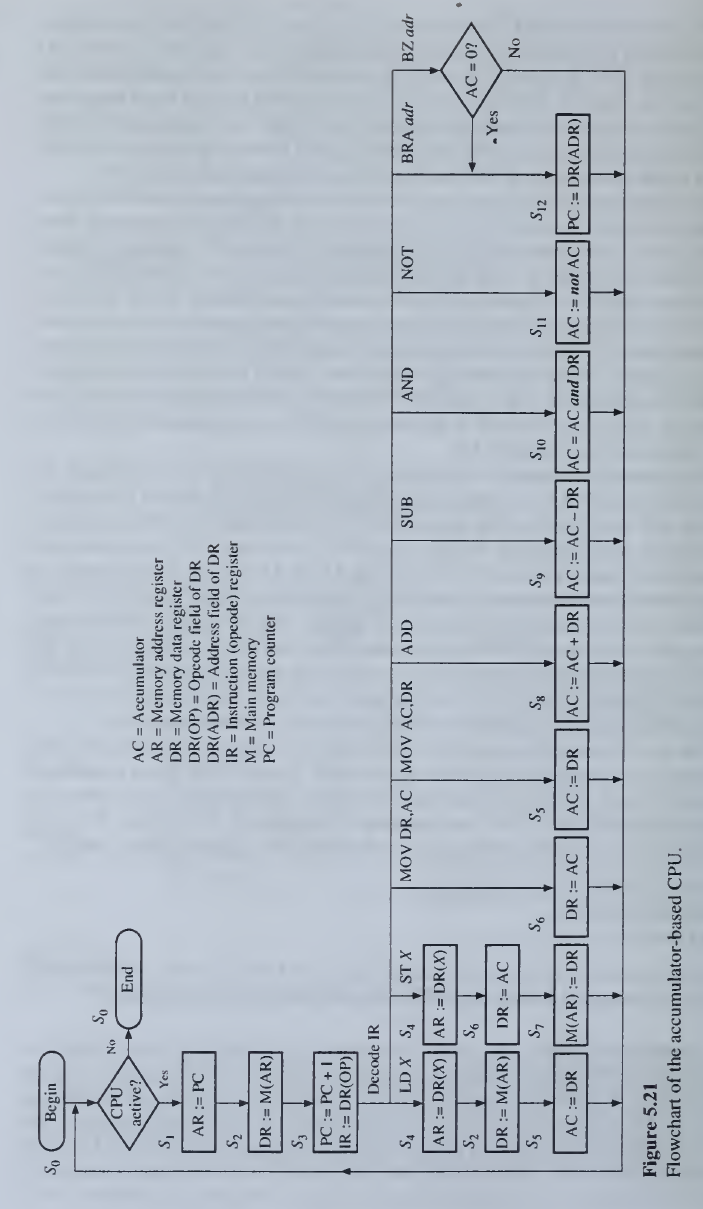 Begin
S0
CPU
active?
No
S0
End
Yes
S1
AR := PC
S2
DR := M(AR)
S3
PC := PC + 1
IR := DR(OP)
Decode IR
AC = Accumulator
AR = Memory address register
DR = Memory data register
DR(OP) = Opcode field of DR
DR(ADR) = Address field of DR
IR = Instruction (opcode) register
M = Main memory
PC = Program counter
LD X
S4
AR := DR(X)
S2
DR := M(AR)
S5
AC := DR
ST X
S4
AR := DR(X)
S6
DR := AC
S7
M(AR) := DR
MOV DR,AC
S6
DR := AC
MOV AC,DR
S5
AC := DR
ADD
S8
AC := AC + DR
SUB
S9
AC := AC – DR
AND
S10
AC = AC and DR
NOT
S11
AC := not AC
BRA adr
S12
PC := DR(ADR)
BZ adr
AC = 0?
Yes
No
Figure 5.21
Flowchart of the accumulator-based CPU.